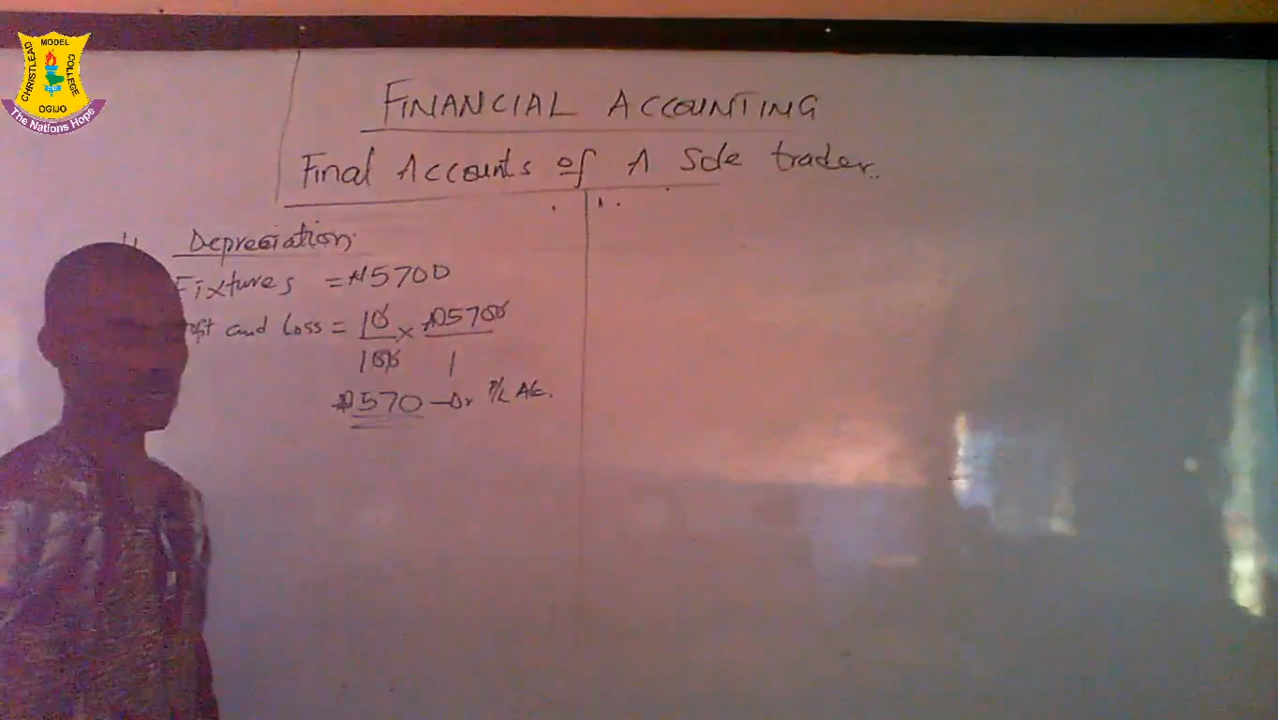 MODEL
CHRISTLEAD
COLLEGE
OGIJO
The Nations Hope
FINANCIAL ACCOUNTING
Final Accounts of A Sole trader.
Depreciation
Fixtures = ₦5700
and Loss = 10/100 × ₦5700/1
₦570 – Dr P/L A/c.